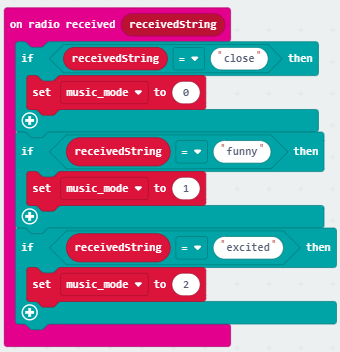 on radio received receivedString
if receivedString = "close" then
set music_mode to 0
if receivedString = "funny" then
set music_mode to 1
if receivedString = "excited" then
set music_mode to 2